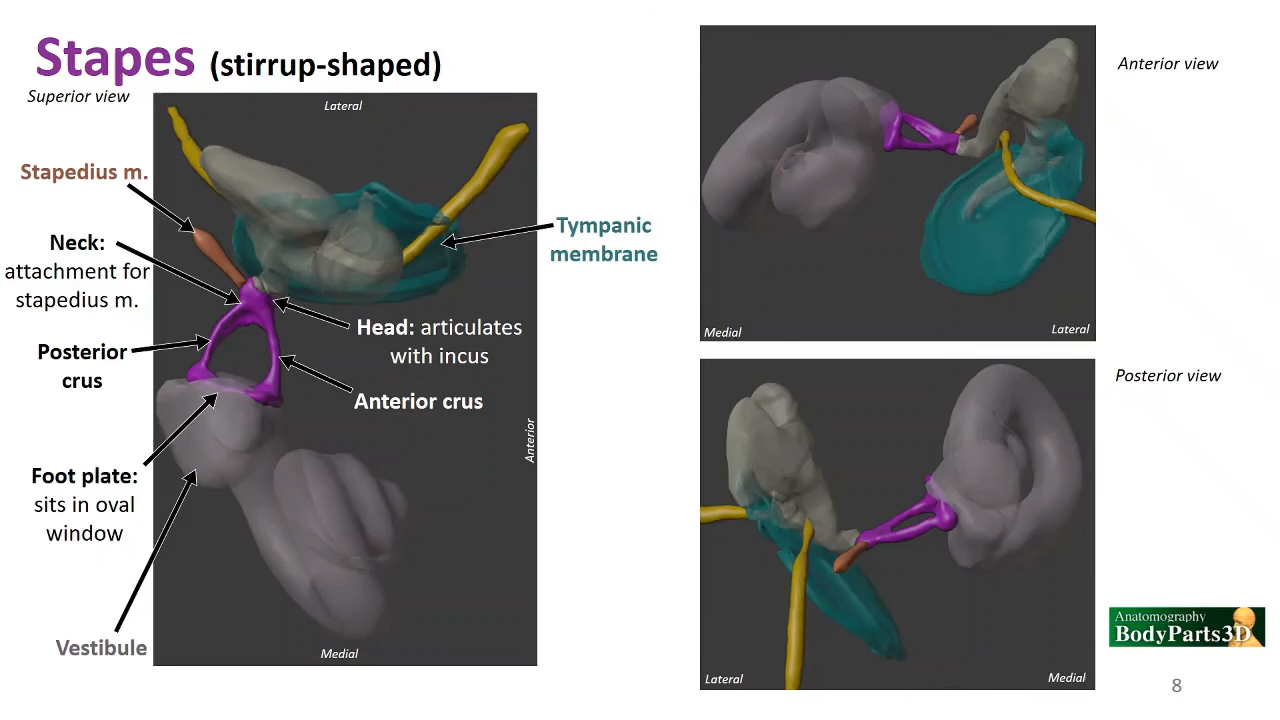 Stapes (stirrup-shaped)
Superior view
Lateral
Stapedius m.
Neck:
attachment for
stapedius m.
Posterior
crus
Foot plate:
sits in oval
window
Vestibule
Tympanic
membrane
Head: articulates
with incus
Anterior crus
Anterior
Medial
Anterior view
Medial
Lateral
Posterior view
Lateral
Medial
Anatomography
BodyParts3D
8